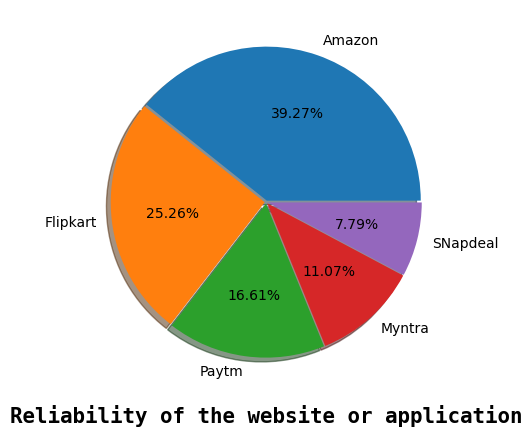 Amazon
39.27%
Flipkart
25.26%
7.79%
SNapdeal
11.07%
16.61%
Myntra
Paytm
Reliability of the website or application